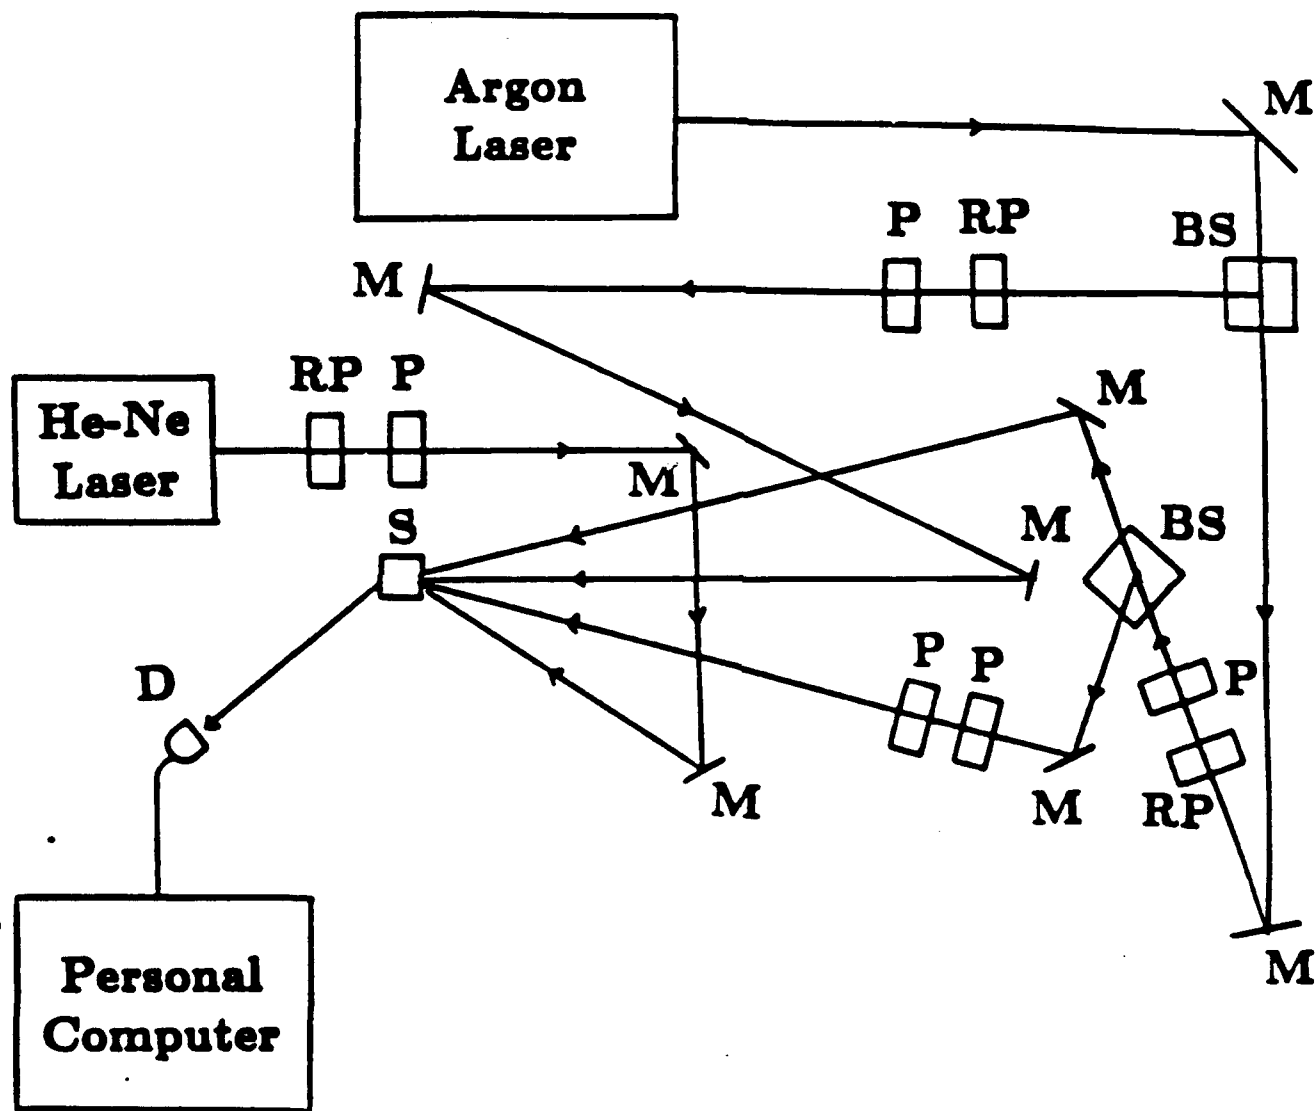 Argon
Laser
M
P RP BS
M
RP P
M
He-Ne
Laser
M
S
M
BS
P P
P
D
M
M
RP
M
Personal
Computer